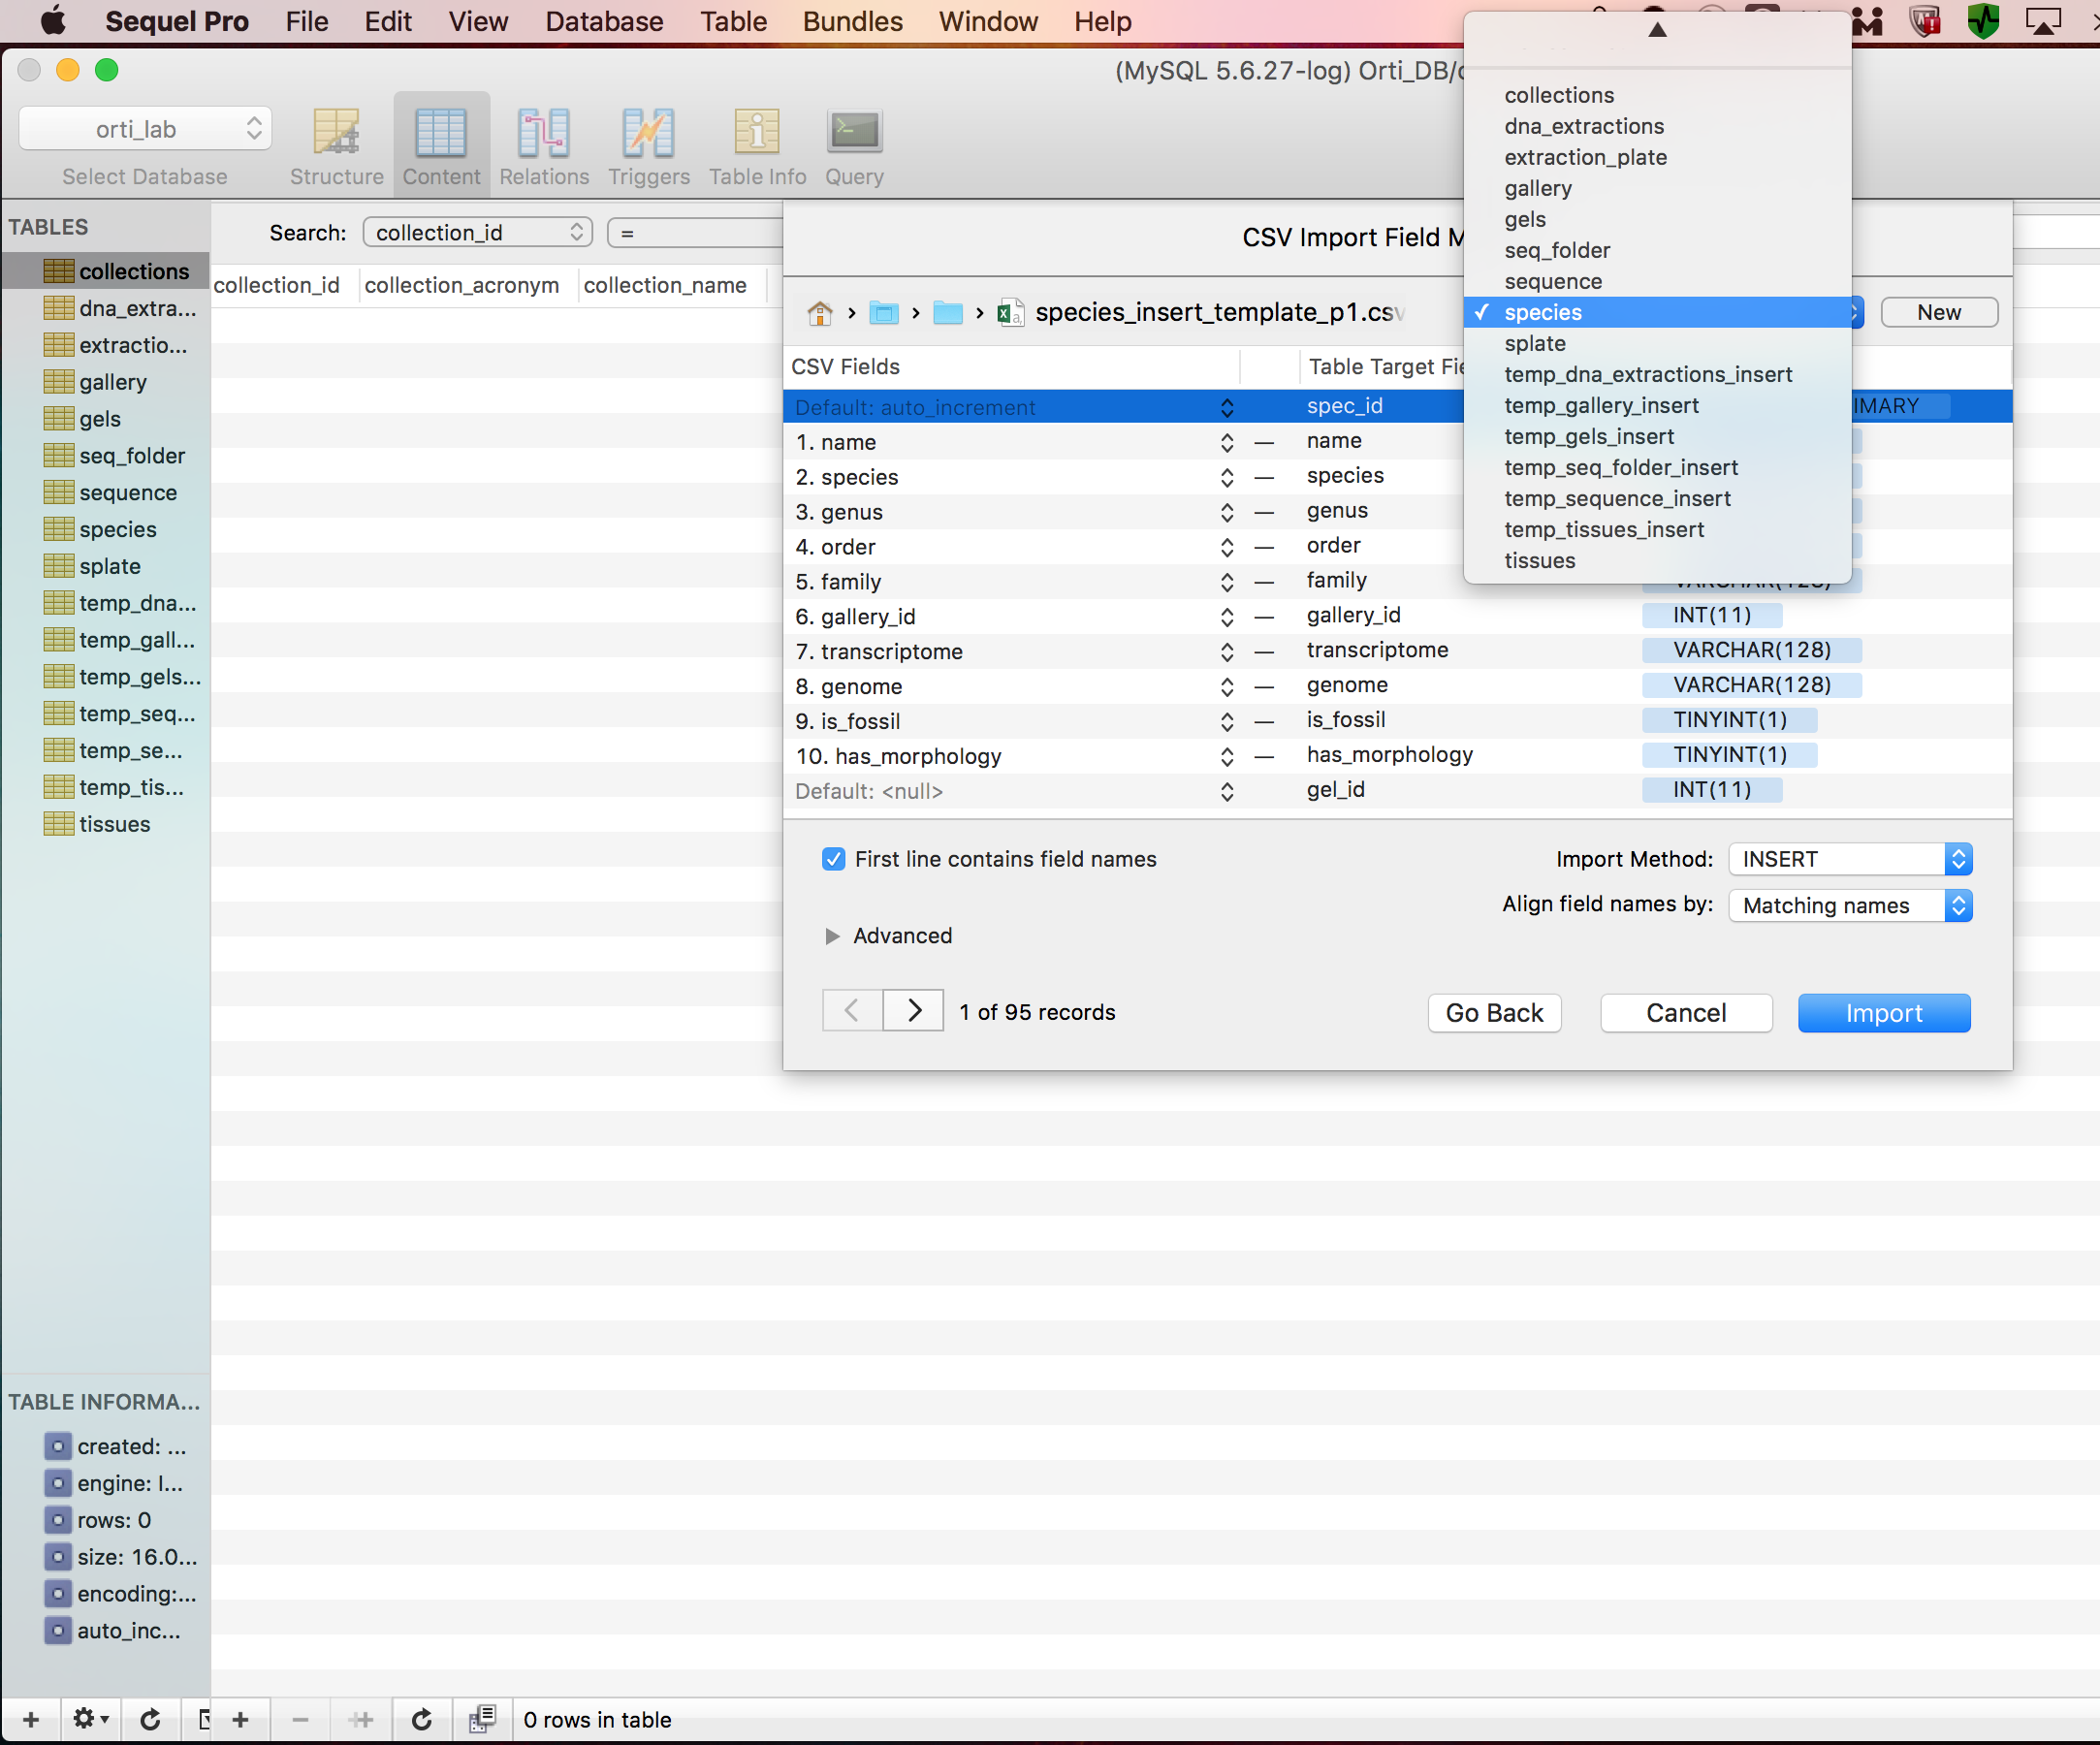 Sequel Pro File Edit View Database Table Bundles Window Help
(MySQL 5.6.27-log) Orti_DB/
orti_lab
Select Database Structure Content Relations Triggers Table Info Query
TABLES
collections
dna_extra...
extractio...
gallery
gels
seq_folder
sequence
species
splate
temp_dna...
temp_gall...
temp_gels...
temp_seq...
temp_se...
temp_tis...
tissues
TABLE INFORMA...
created: ...
engine: I...
rows: 0
size: 16.0...
encoding:...
auto_inc...
Search: collection_id =
collection_id collection_acronym collection_name
CSV Import Field M
species_insert_template_p1.csv
New
collections
dna_extractions
extraction_plate
gallery
gels
seq_folder
sequence
✓ species
splate
temp_dna_extractions_insert
temp_gallery_insert
temp_gels_insert
temp_seq_folder_insert
temp_sequence_insert
temp_tissues_insert
tissues
CSV Fields Table Target Fie
Default: auto_increment spec_id IMARY
1. name — name
2. species — species
3. genus — genus
4. order — order
5. family — family VARCHAR(128)
6. gallery_id — gallery_id INT(11)
7. transcriptome — transcriptome VARCHAR(128)
8. genome — genome VARCHAR(128)
9. is_fossil — is_fossil TINYINT(1)
10. has_morphology — has_morphology TINYINT(1)
Default: <null> gel_id INT(11)
First line contains field names Import Method: INSERT
Align field names by: Matching names
Advanced
< > 1 of 95 records Go Back Cancel Import
0 rows in table